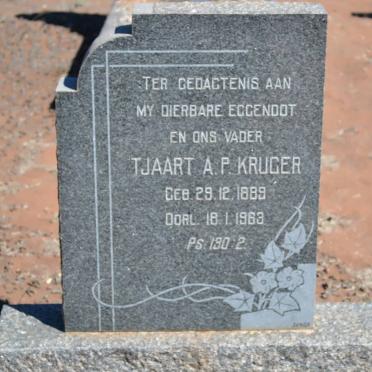 TER GEDAGTENIS AAN
MY DIERBARE EGGENOOT
EN ONS VADER
TJAART A. P. KRUGER
GEB. 29. 12. 1889
OORL. 18. 1. 1963
PS. 130: 2.